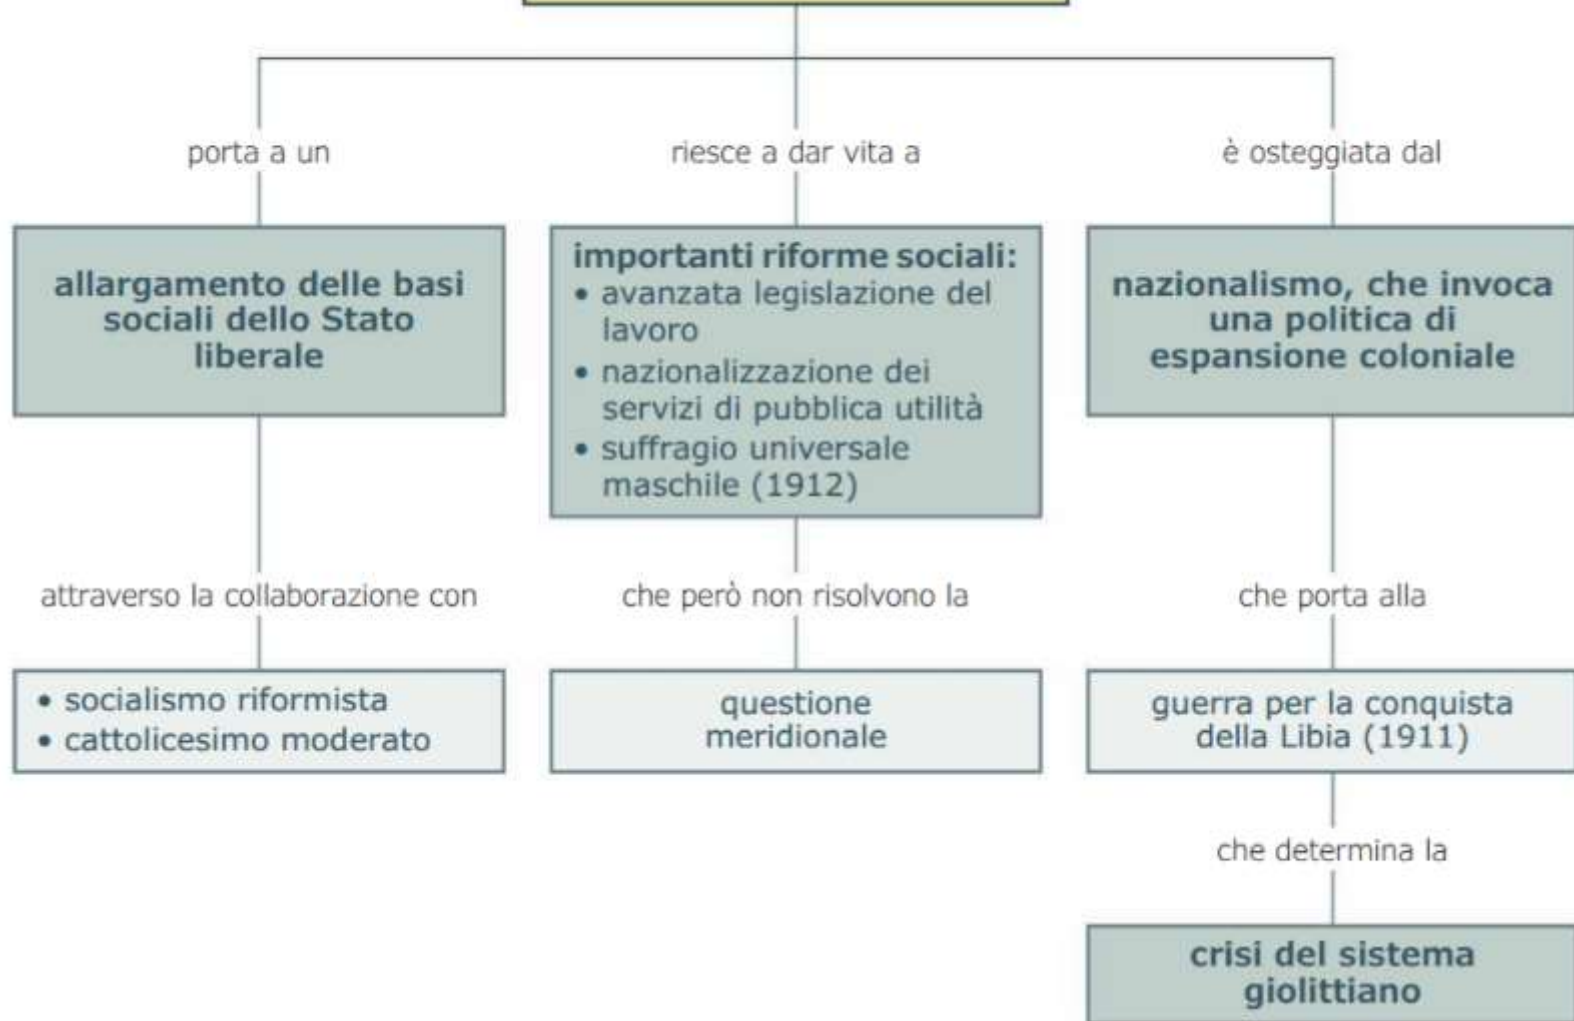 porta a un
allargamento delle basi
sociali dello Stato
liberale
attraverso la collaborazione con
• socialismo riformista
• cattolicesimo moderato
riesce a dar vita a
importanti riforme sociali:
• avanzata legislazione del
lavoro
• nazionalizzazione dei
servizi di pubblica utilità
• suffragio universale
maschile (1912)
che però non risolvono la
questione
meridionale
è osteggiata dal
nazionalismo, che invoca
una politica di
espansione coloniale
che porta alla
guerra per la conquista
della Libia (1911)
che determina la
crisi del sistema
giolittiano